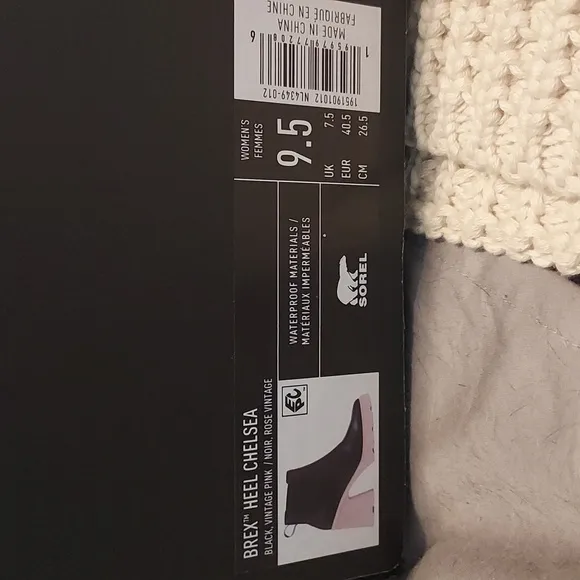 BREX™ HEEL CHELSEA
BLACK, VINTAGE PINK / NOIR, ROSE VINTAGE
WATERPROOF MATERIALS /
MATÉRIAUX IMPERMÉABLES
SOREL
WOMEN'S
FEMMES
9.5
UK 7.5
EUR 40.5
CM 26.5
1951901012 NL4349-012
MADE IN CHINA
FABRIQUÉ EN CHINE